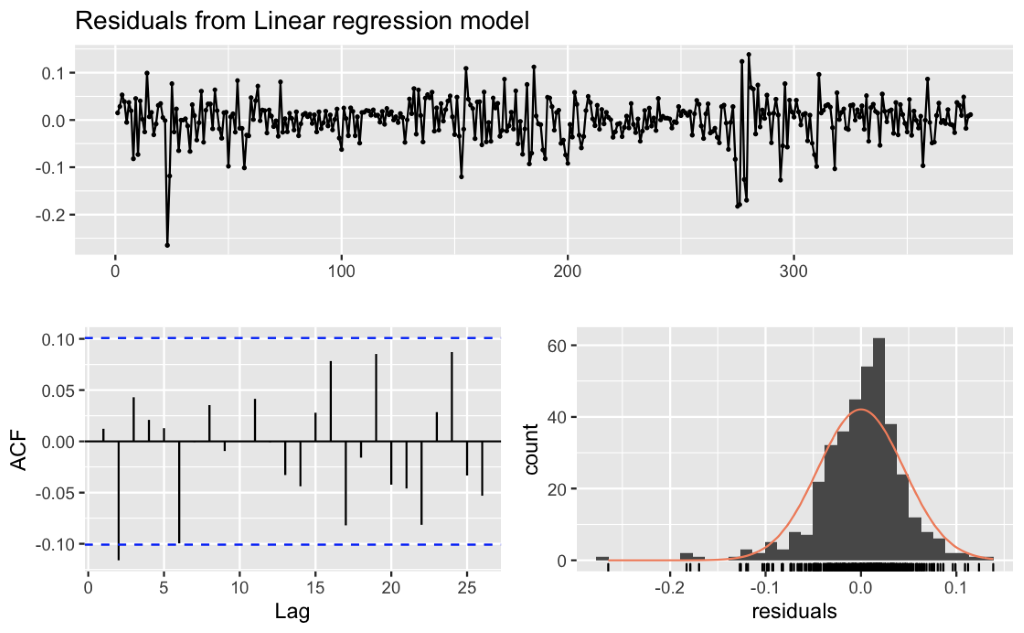 Residuals from Linear regression model
0.1
0.0
-0.1
-0.2
0 100 200 300
0.10
0.05
0.00
-0.05
-0.10
ACF
0 5 10 15 20 25
Lag
60
40
20
0
count
-0.2 -0.1 0.0 0.1
residuals